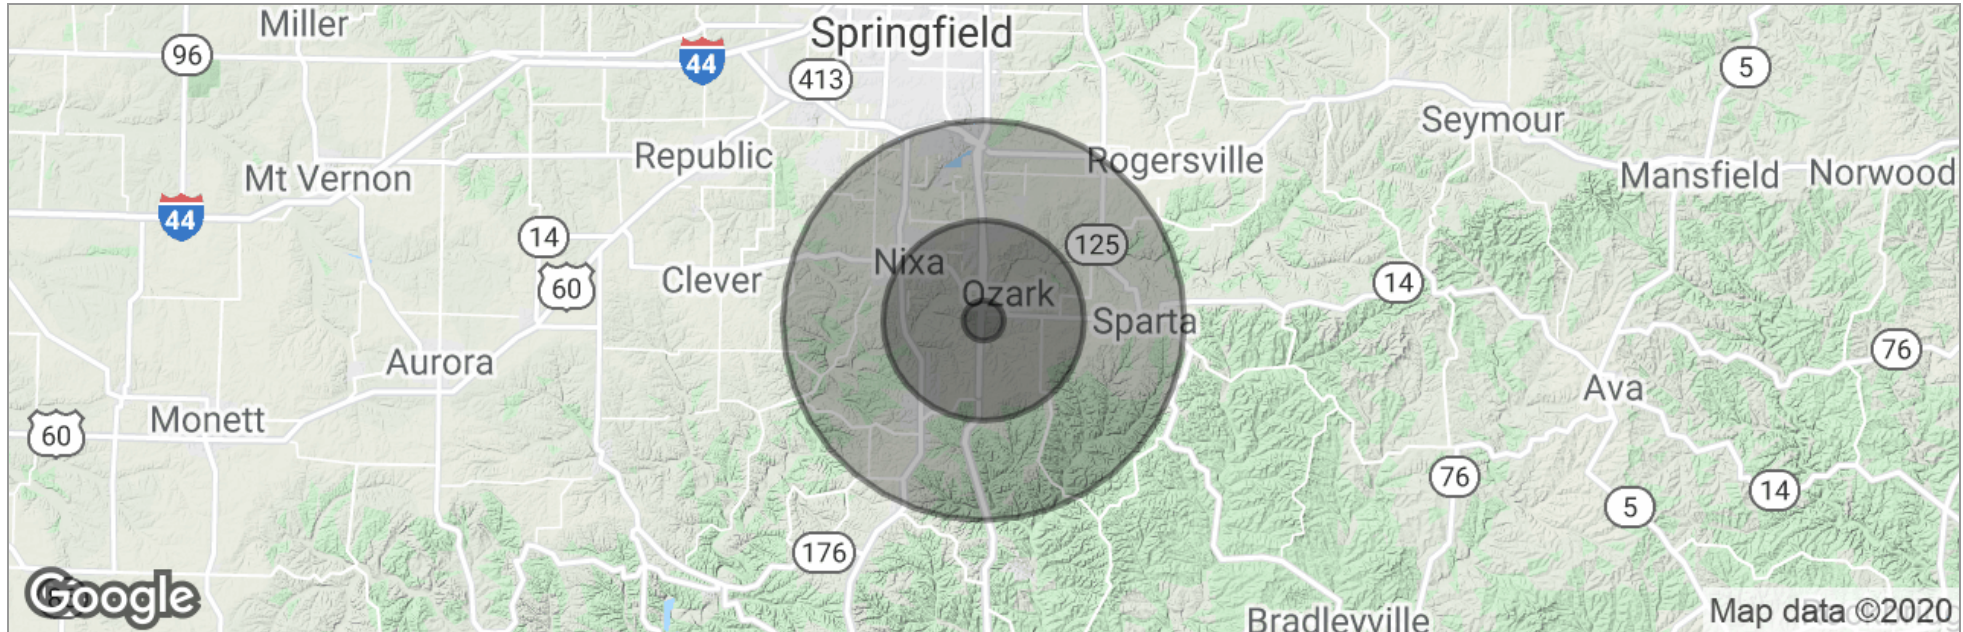 Miller
Springfield
96
44
413
5
Seymour
Republic
Rogersville
Mt Vernon
Mansfield
Norwood
44
14
125
Nixa
60
Clever
14
Ozark
Sparta
76
Aurora
Ava
Monett
60
76
14
5
176
Google
Bradleyville
Map data ©2020